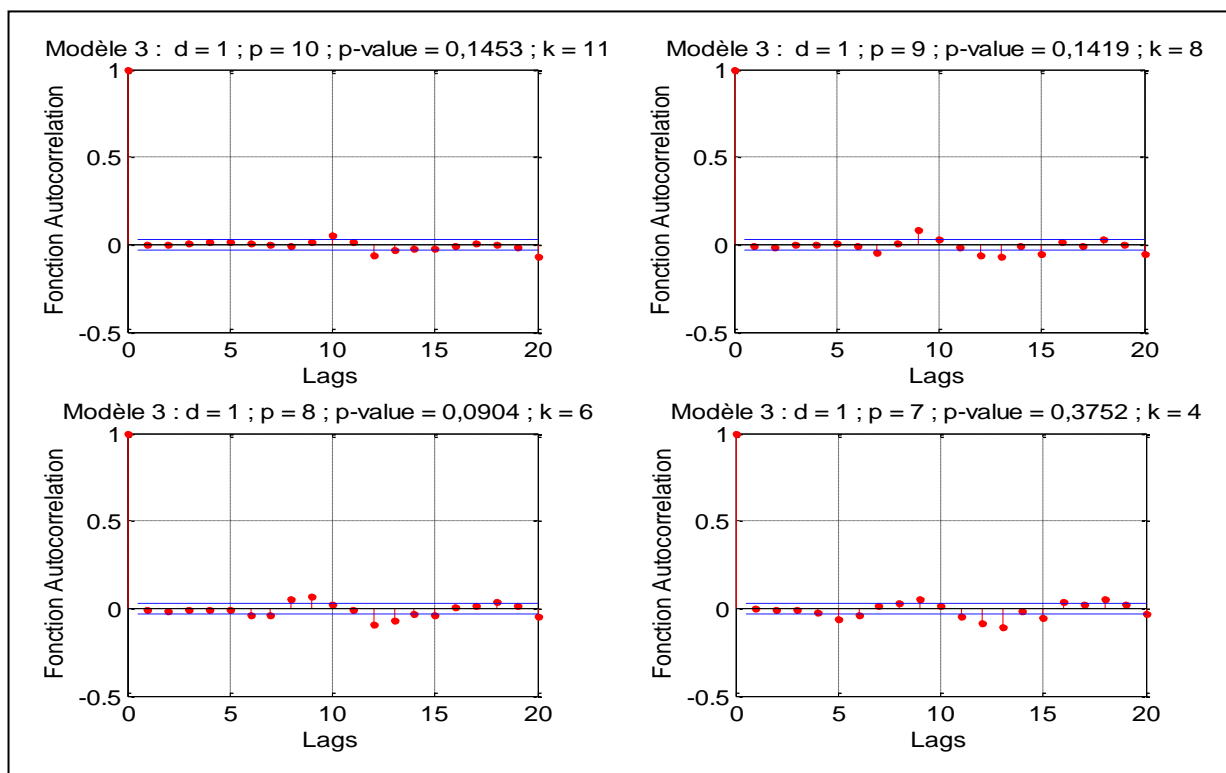 Modèle 3 : d = 1 ; p = 10 ; p-value = 0,1453 ; k = 11
1
0.5
0
-0.5
Fonction Autocorrelation
0 5 10 15 20
Lags
Modèle 3 : d = 1 ; p = 9 ; p-value = 0,1419 ; k = 8
1
0.5
0
-0.5
Fonction Autocorrelation
0 5 10 15 20
Lags
Modèle 3 : d = 1 ; p = 8 ; p-value = 0,0904 ; k = 6
1
0.5
0
-0.5
Fonction Autocorrelation
0 5 10 15 20
Lags
Modèle 3 : d = 1 ; p = 7 ; p-value = 0,3752 ; k = 4
1
0.5
0
-0.5
Fonction Autocorrelation
0 5 10 15 20
Lags